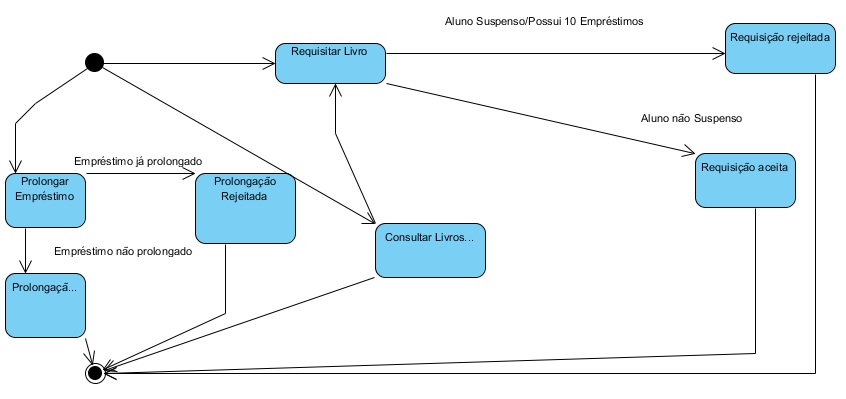 Aluno Suspenso/Possui 10 Empréstimos
Requisitar Livro
Requisição rejeitada
Aluno não Suspenso
Empréstimo já prolongado
Requisição aceita
Prolongar
Empréstimo
Prolongação
Rejeitada
Consultar Livros...
Empréstimo não prolongado
Prolongaçã...